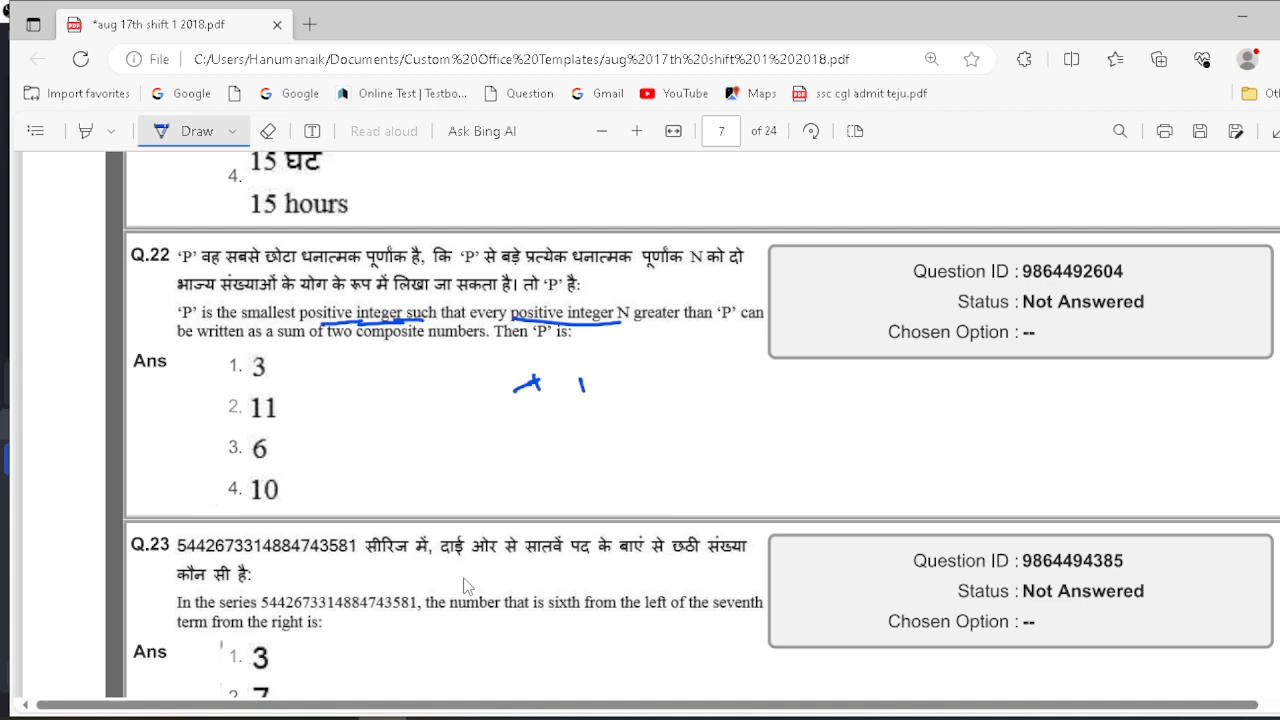 *aug 17th shift 1 2018.pdf
File C:/Users/Hanumanaik/Documents/Custom%20Office%20Templates/aug%2017th%20shift%201%202018.pdf
Import favorites Google Google Online Test | Testbo... Question Gmail YouTube Maps ssc cgl admit teju.pdf
Draw Read aloud Ask Bing AI 7 of 24
15 घंटे
4.
15 hours
Q.22 'P' वह सबसे छोटा धनात्मक पूर्णांक है, कि 'P' से बड़े प्रत्येक धनात्मक पूर्णांक N को दो
भाज्य संख्याओं के योग के रूप में लिखा जा सकता है। तो 'P' है:
'P' is the smallest positive integer such that every positive integer N greater than 'P' can
be written as a sum of two composite numbers. Then 'P' is:
Question ID : 9864492604
Status : Not Answered
Chosen Option : --
Ans 1. 3
2. 11
3. 6
4. 10
Q.23 5442673314884743581 सीरिज में, दाई ओर से सातवें पद के बाएं से छठी संख्या
कौन सी है:
In the series 5442673314884743581, the number that is sixth from the left of the seventh
term from the right is:
Question ID : 9864494385
Status : Not Answered
Chosen Option : --
Ans 1. 3
2. 7